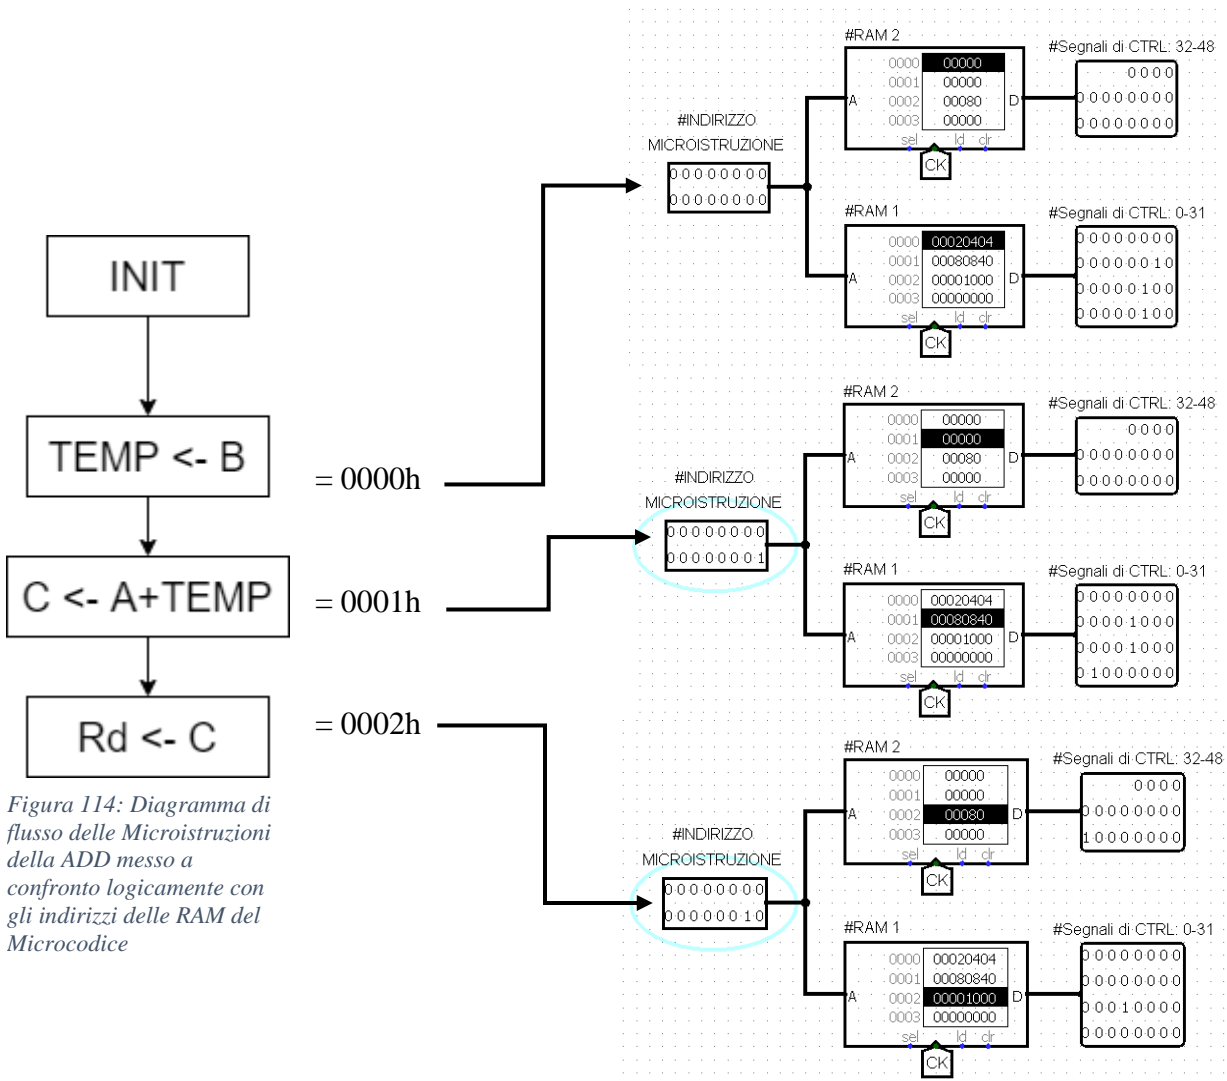 INIT
TEMP <- B
C <- A+TEMP
Rd <- C
= 0000h
= 0001h
= 0002h
Figura 114: Diagramma di
flusso delle Microistruzioni
della ADD messo a
confronto logicamente con
gli indirizzi delle RAM del
Microcodice
#INDIRIZZO
MICROISTRUZIONE
00000000
00000000
#RAM 2
0000 00000
0001 00000
0002 00080
0003 00000
A
D
sel ld clr
CK
#Segnali di CTRL: 32-48
0000
00000000
00000000
#RAM 1
0000 00020404
0001 00080840
0002 00001000
0003 00000000
A
D
sel ld clr
CK
#Segnali di CTRL: 0-31
00000000
00000010
00000100
00000100
#INDIRIZZO
MICROISTRUZIONE
00000000
00000001
#RAM 2
0000 00000
0001 00000
0002 00080
0003 00000
A
D
sel ld clr
CK
#Segnali di CTRL: 32-48
0000
00000000
00000000
#RAM 1
0000 00020404
0001 00080840
0002 00001000
0003 00000000
A
D
sel ld clr
CK
#Segnali di CTRL: 0-31
00000000
00001000
00001000
01000000
#INDIRIZZO
MICROISTRUZIONE
00000000
00000010
#RAM 2
0000 00000
0001 00000
0002 00080
0003 00000
A
D
sel ld clr
CK
#Segnali di CTRL: 32-48
0000
00000000
10000000
#RAM 1
0000 00020404
0001 00080840
0002 00001000
0003 00000000
A
D
sel ld clr
CK
#Segnali di CTRL: 0-31
00000000
00000000
00010000
00000000